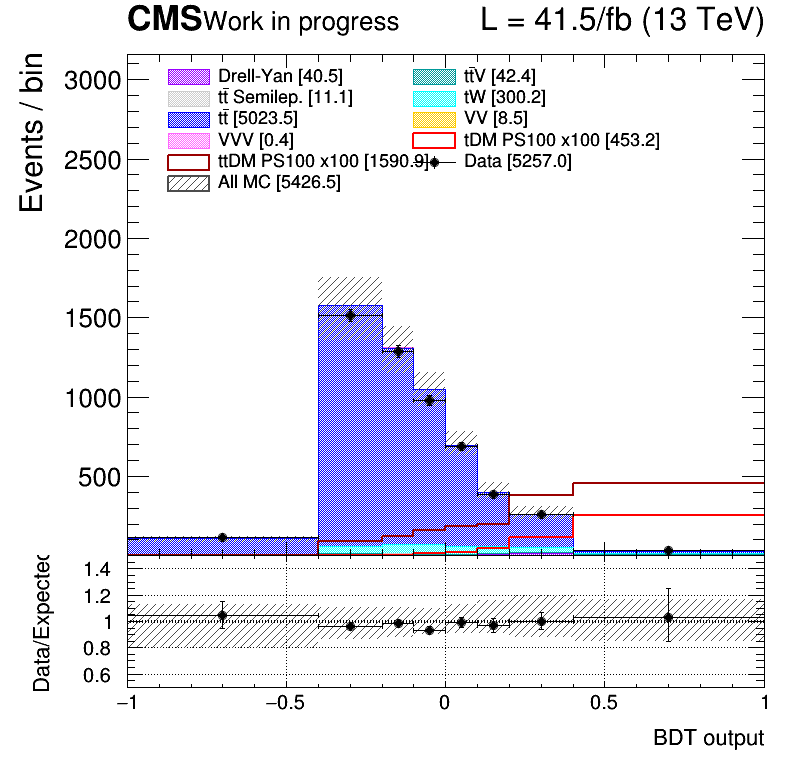 CMS Work in progress L = 41.5/fb (13 TeV)
Events / bin
3000
2500
2000
1500
1000
500
Drell-Yan [40.5] tt̄V [42.4]
tt̄ Semilep. [11.1] tW [300.2]
tt̄ [5023.5] VV [8.5]
VVV [0.4] tDM PS100 x100 [453.2]
ttDM PS100 x100 [1590.9] Data [5257.0]
All MC [5426.5]
Data/Expected
1.4
1.2
1
0.8
0.6
−1 −0.5 0 0.5 1
BDT output